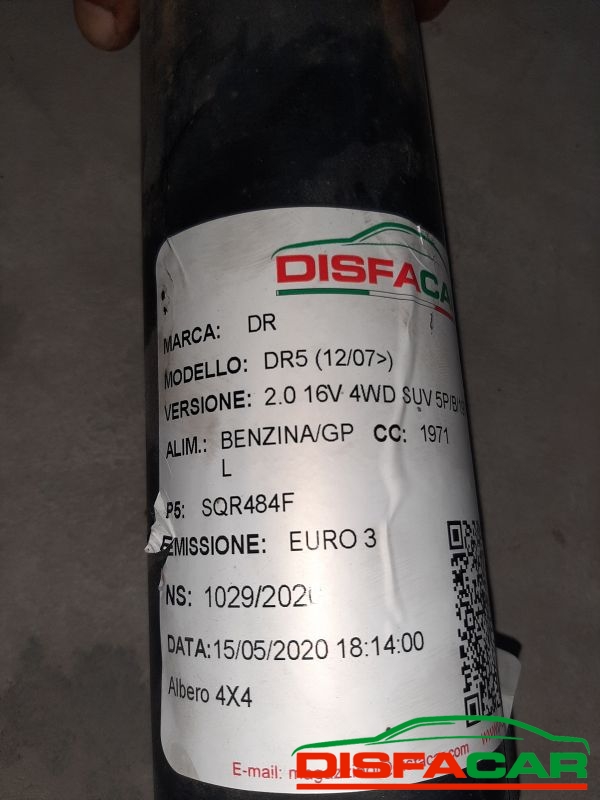 DISFACAR
MARCA: DR
MODELLO: DR5 (12/07>)
VERSIONE: 2.0 16V 4WD SUV 5P/B/
ALIM.: BENZINA/GP CC: 1971
L
P5: SQR484F
EMISSIONE: EURO 3
NS: 1029/2020
DATA:15/05/2020 18:14:00
Albero 4X4
E-mail:
DISFACAR